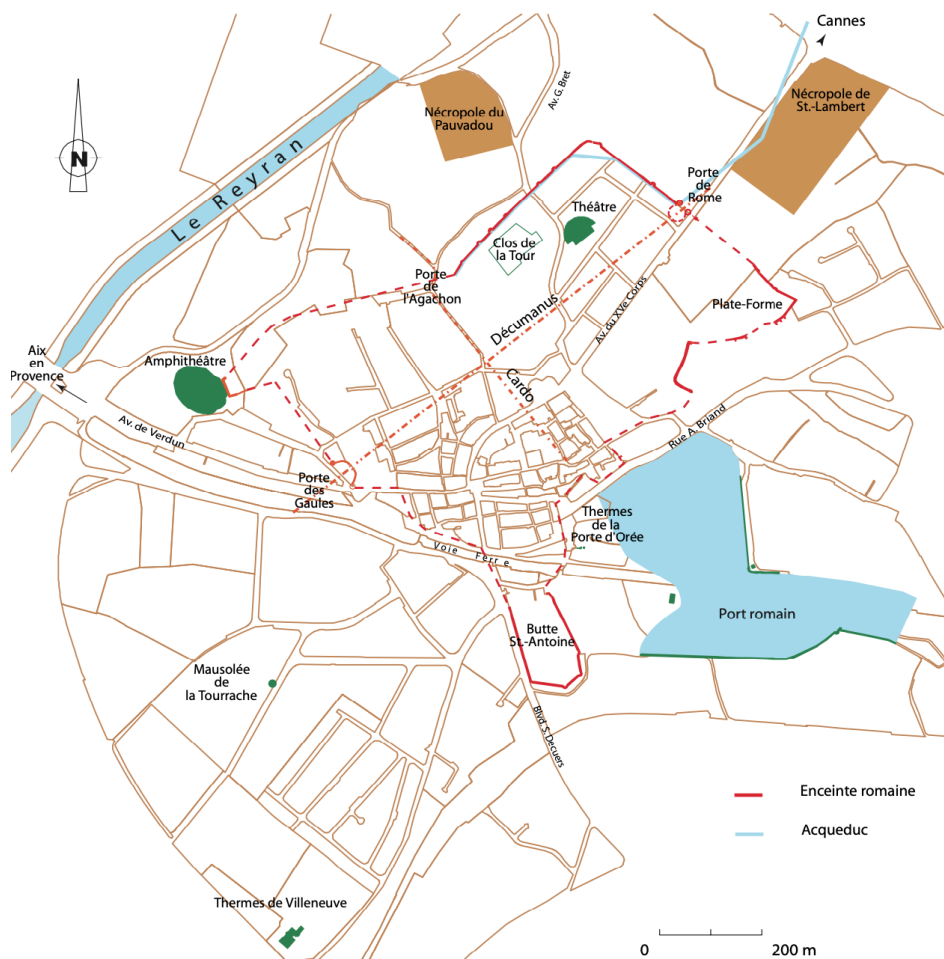 Cannes
Nécropole de
St.-Lambert
Av. G. Bret
Nécropole du
Pauvadou
N
Le Reyran
Porte
de
Rome
Théâtre
Clos de
la Tour
Porte
de
l'Agachon
Plate-Forme
Décumanus
Av. du XVe Corps
Aix
en
Provence
Amphithéâtre
Cardo
Av. de Verdun
Rue A. Briand
Porte
des
Gaules
Thermes
de la
Porte d'Orée
Voie Ferre
Port romain
Butte
St.-Antoine
Mausolée
de
la Tourrache
Blvd. S. Decuers
Enceinte romaine
Acqueduc
Thermes de Villeneuve
0 200 m